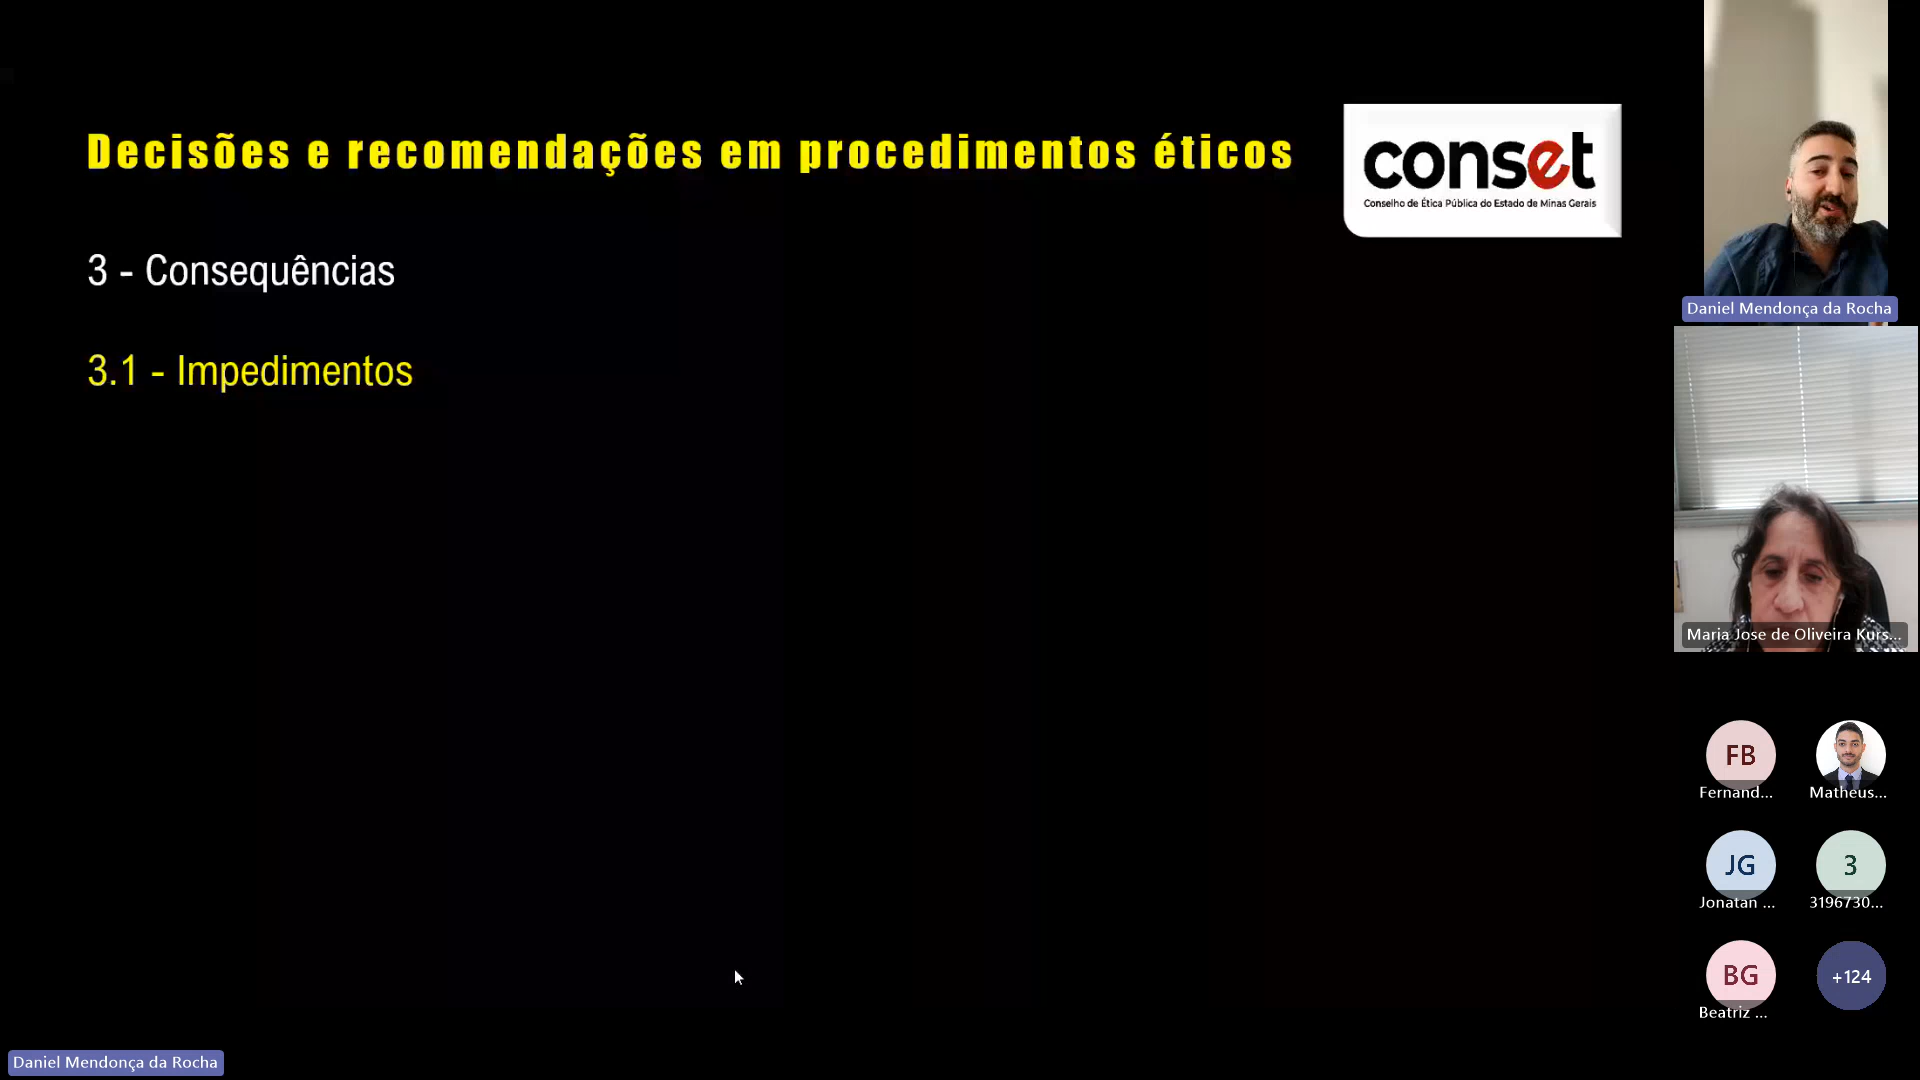 Decisões e recomendações em procedimentos éticos
conset
Conselho de Ética Pública do Estado de Minas Gerais
3 - Consequências
3.1 - Impedimentos
Daniel Mendonça da Rocha
Maria Jose de Oliveira Kurs...
FB
Fernand...
Matheus...
JG
Jonatan ...
3
3196730...
BG
Beatriz ...
+124
Daniel Mendonça da Rocha